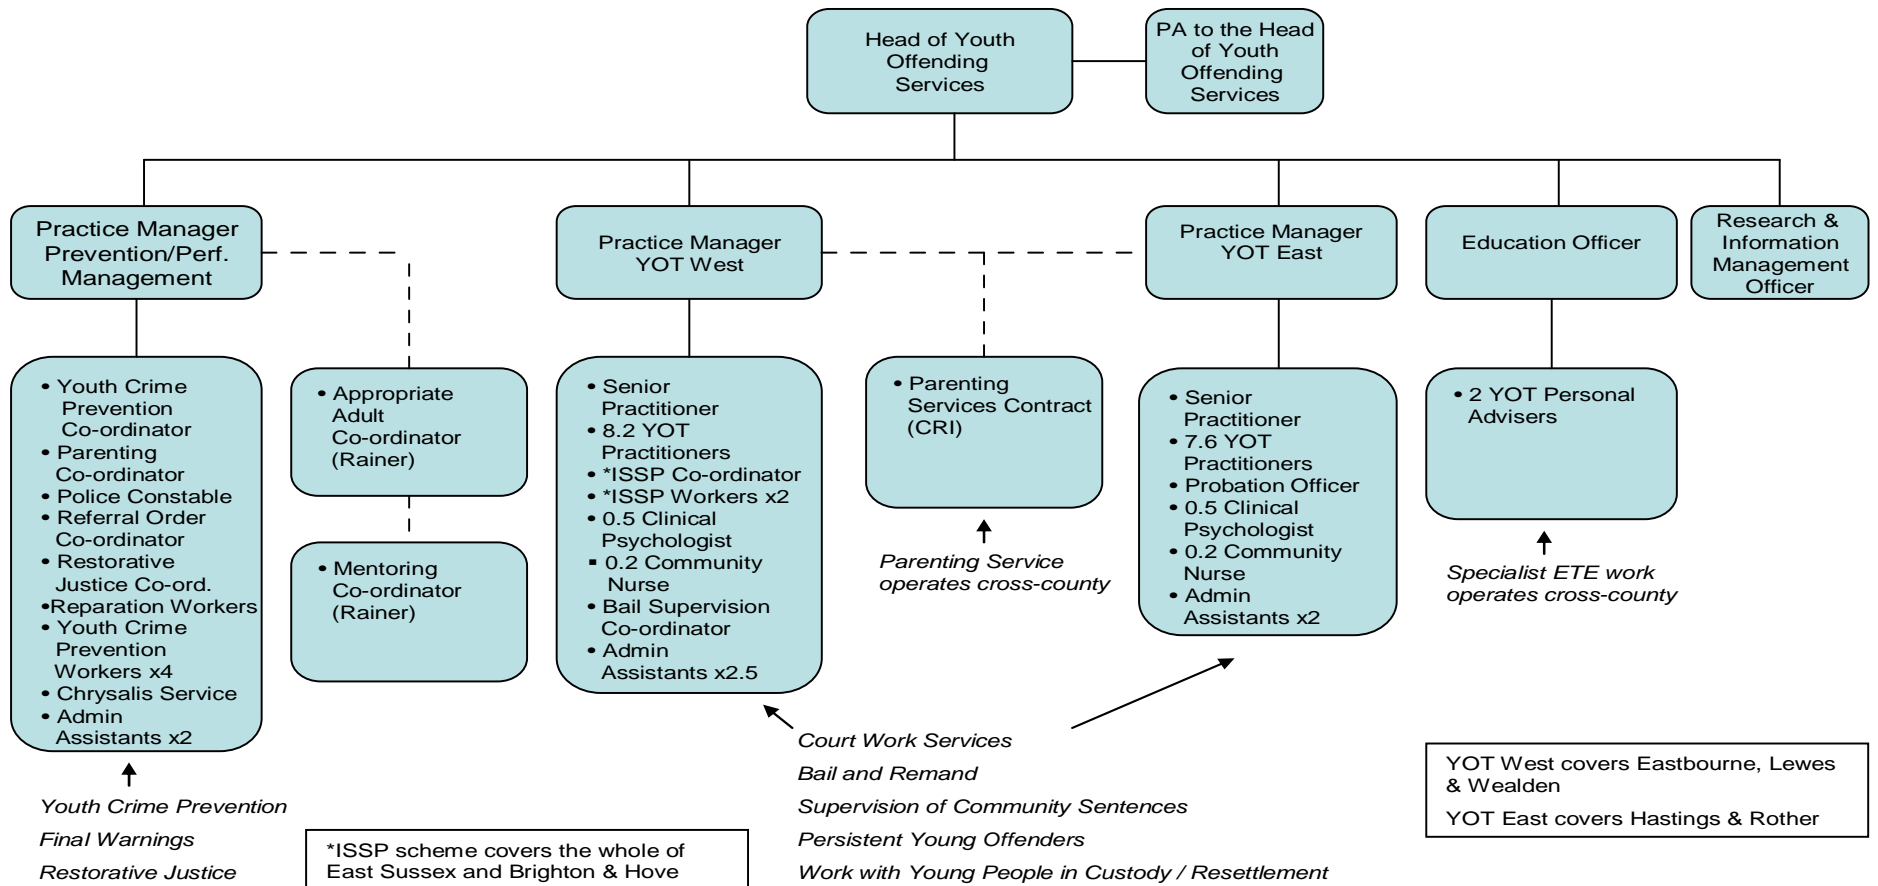 Head of Youth
Offending
Services
PA to the Head
of Youth
Offending
Services
Practice Manager
Prevention/Perf.
Management
Practice Manager
YOT West
Practice Manager
YOT East
Education Officer
Research &
Information
Management
Officer
• Youth Crime
Prevention
Co-ordinator
• Parenting
Co-ordinator
• Police Constable
• Referral Order
Co-ordinator
• Restorative
Justice Co-ord.
•Reparation Workers
• Youth Crime
Prevention
Workers x4
• Chrysalis Service
• Admin
Assistants x2
• Appropriate
Adult
Co-ordinator
(Rainer)
• Mentoring
Co-ordinator
(Rainer)
• Senior
Practitioner
• 8.2 YOT
Practitioners
• *ISSP Co-ordinator
• *ISSP Workers x2
• 0.5 Clinical
Psychologist
▪ 0.2 Community
Nurse
• Bail Supervision
Co-ordinator
• Admin
Assistants x2.5
• Parenting
Services Contract
(CRI)
• Senior
Practitioner
• 7.6 YOT
Practitioners
• Probation Officer
• 0.5 Clinical
Psychologist
• 0.2 Community
Nurse
• Admin
Assistants x2
• 2 YOT Personal
Advisers
Parenting Service
operates cross-county
Specialist ETE work
operates cross-county
Youth Crime Prevention
Final Warnings
Restorative Justice
*ISSP scheme covers the whole of
East Sussex and Brighton & Hove
Court Work Services
Bail and Remand
Supervision of Community Sentences
Persistent Young Offenders
Work with Young People in Custody / Resettlement
YOT West covers Eastbourne, Lewes
& Wealden
YOT East covers Hastings & Rother